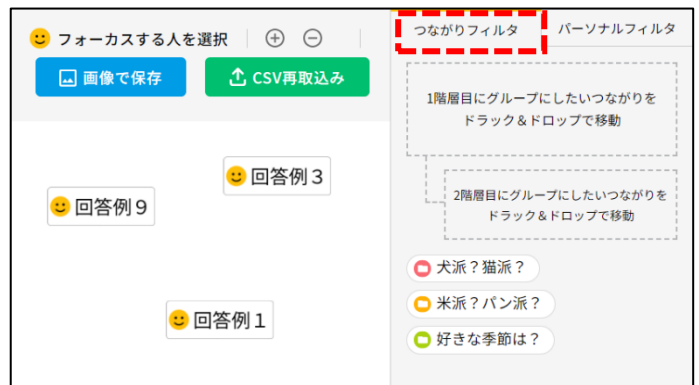 フォーカスする人を選択
画像で保存
CSV再取込み
回答例３
回答例９
回答例１
つながりフィルタ
パーソナルフィルタ
1階層目にグループにしたいつながりを
ドラック＆ドロップで移動
2階層目にグループにしたいつながりを
ドラック＆ドロップで移動
犬派？猫派？
米派？パン派？
好きな季節は？